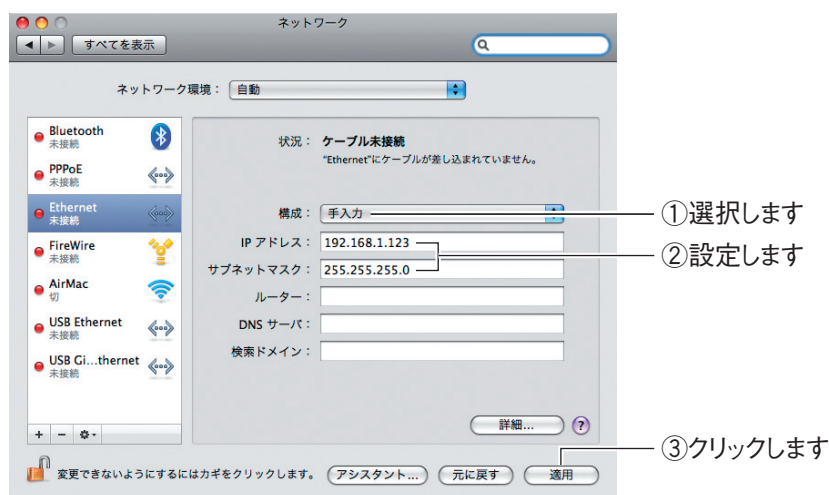 ネットワーク
すべてを表示
ネットワーク環境： 自動
Bluetooth
未接続
PPPoE
未接続
Ethernet
未接続
FireWire
未接続
AirMac
切
USB Ethernet
未接続
USB Gi...thernet
未接続
状況： ケーブル未接続
"Ethernet"にケーブルが差し込まれていません。
構成： 手入力
①選択します
IP アドレス： 192.168.1.123
サブネットマスク： 255.255.255.0
②設定します
ルーター：
DNS サーバ：
検索ドメイン：
詳細... ?
+ −
変更できないようにするにはカギをクリックします。 アシスタント... 元に戻す 適用
③クリックします